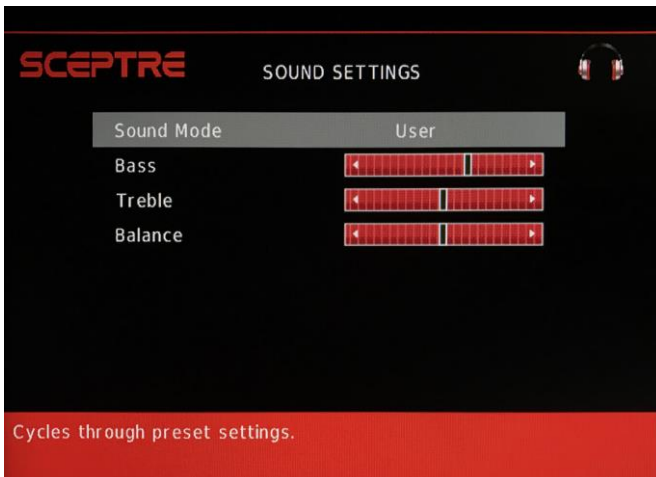 SCEPTRE
SOUND SETTINGS
Sound Mode User
Bass
Treble
Balance
Cycles through preset settings.